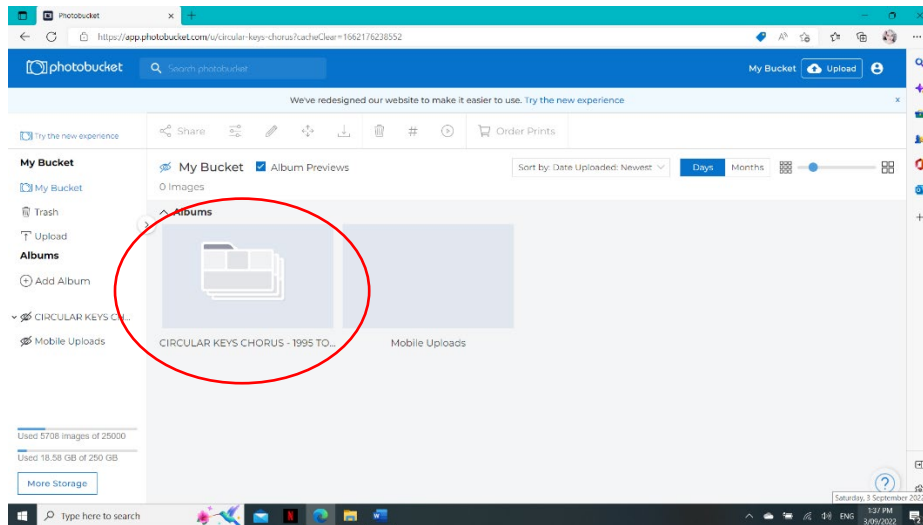 Photobucket
https://app.photobucket.com/u/circular-keys-chorus?cacheClear=1662176238552
photobucket
Search photobucket
My Bucket
Upload
We've redesigned our website to make it easier to use. Try the new experience
x
Try the new experience
Share
Order Prints
My Bucket
My Bucket
Album Previews
Sort by: Date Uploaded: Newest
Days
Months
My Bucket
0 Images
Trash
Albums
Upload
Albums
Add Album
CIRCULAR KEYS CH...
Mobile Uploads
CIRCULAR KEYS CHORUS - 1995 TO...
Mobile Uploads
Used 5708 images of 25000
Used 18.58 GB of 250 GB
More Storage
Saturday, 3 September 2022
Type here to search
ENG
1:37 PM
3/09/2022